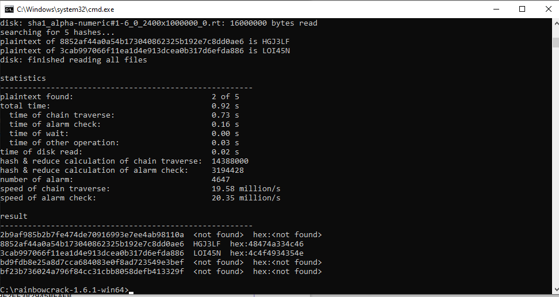 C:\Windows\system32\cmd.exe
disk: sha1_alpha-numeric#1-6_0_2400x1000000_0.rt: 16000000 bytes read
searching for 5 hashes...
plaintext of 8852af44a0a54b173040862325b192e7c8dd0ae6 is HGJ3LF
plaintext of 3cab997066f11ea1d4e913dcea0b317d6efda886 is LOI45N
disk: finished reading all files
statistics
----------------------------------------------------------------
plaintext found: 2 of 5
total time: 0.92 s
time of chain traverse: 0.73 s
time of alarm check: 0.16 s
time of wait: 0.00 s
time of other operation: 0.03 s
time of disk read: 0.02 s
hash & reduce calculation of chain traverse: 14388000
hash & reduce calculation of alarm check: 3194428
number of alarm: 4647
speed of chain traverse: 19.58 million/s
speed of alarm check: 20.35 million/s
result
----------------------------------------------------------------
2b9af985b2b7fe474de70916993e7ee4ab98110a <not found> hex:<not found>
8852af44a0a54b173040862325b192e7c8dd0ae6 HGJ3LF hex:48474a334c46
3cab997066f11ea1d4e913dcea0b317d6efda886 LOI45N hex:4c4f4934354e
bd9fdb8e25a8d7cca684083e0f8ad723549e3bef <not found> hex:<not found>
bf23b736024a796f84cc31cbb8058defb413329f <not found> hex:<not found>
C:\rainbowcrack-1.6.1-win64>